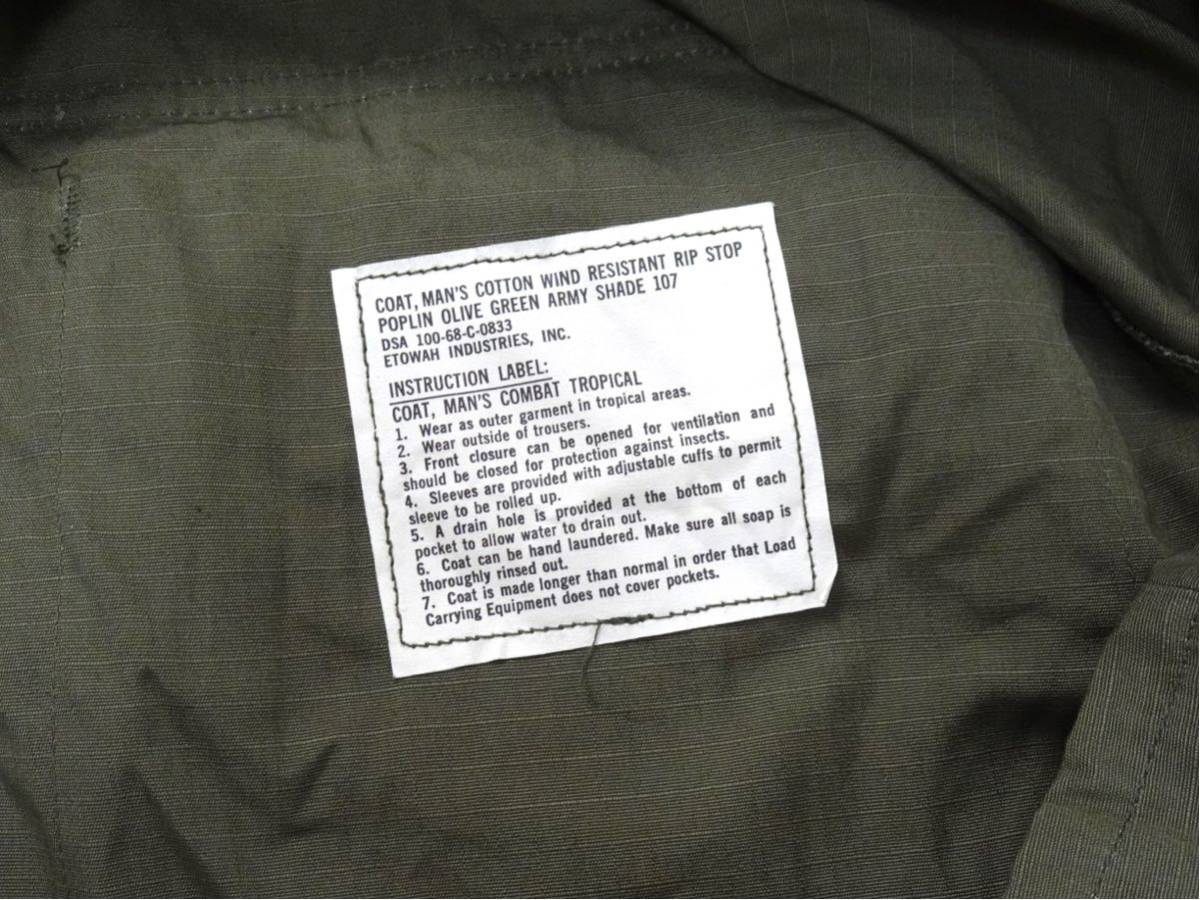 COAT, MAN'S COTTON WIND RESISTANT RIP STOP
POPLIN OLIVE GREEN ARMY SHADE 107
DSA 100-68-C-0833
ETOWAH INDUSTRIES, INC.
INSTRUCTION LABEL:
COAT, MAN'S COMBAT TROPICAL
1. Wear as outer garment in tropical areas.
2. Wear outside of trousers.
3. Front closure can be opened for ventilation and
should be closed for protection against insects.
4. Sleeves are provided with adjustable cuffs to permit
sleeve to be rolled up.
5. A drain hole is provided at the bottom of each
pocket to allow water to drain out.
6. Coat can be hand laundered. Make sure all soap is
thoroughly rinsed out.
7. Coat is made longer than normal in order that Load
Carrying Equipment does not cover pockets.